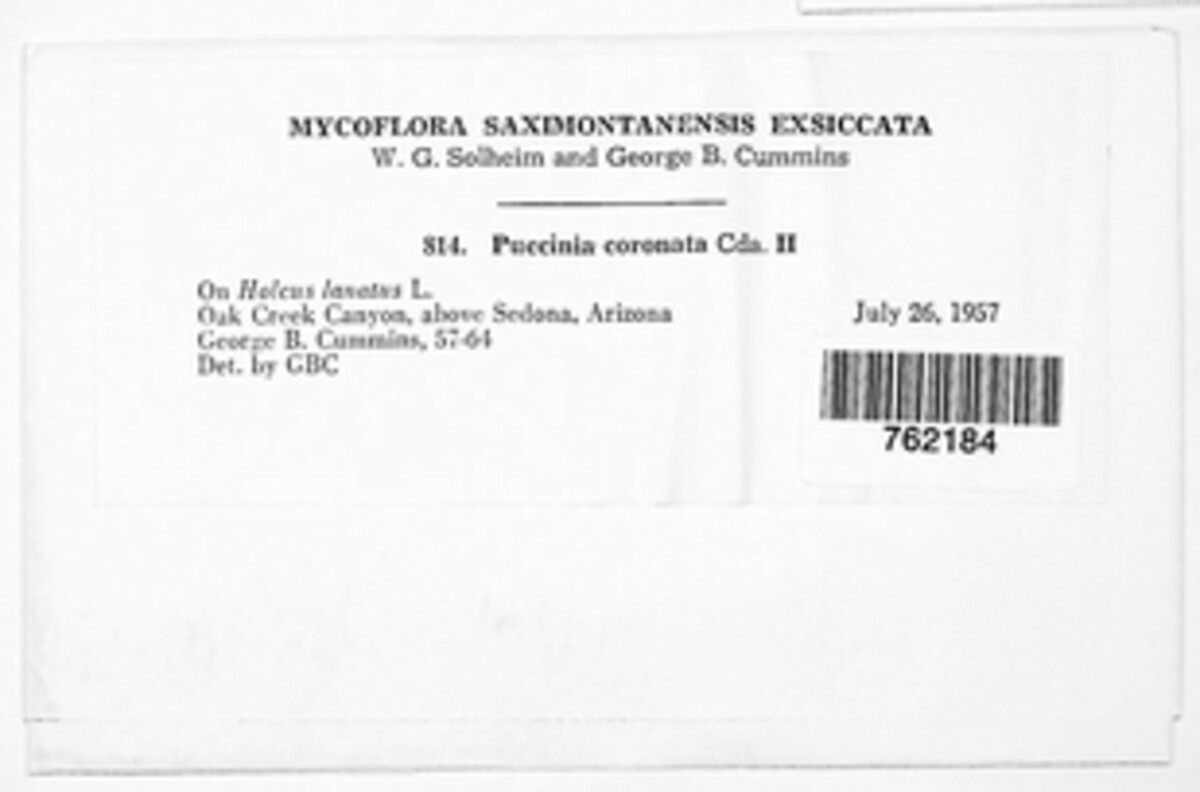 MYCOFLORA SAXIMONTANENSIS EXSICCATA
W. G. Solheim and George B. Cummins
814. Puccinia coronata Cda. II
On Holcus lanatus L.
Oak Creek Canyon, above Sedona, Arizona
July 26, 1957
George B. Cummins, 57-64
Det. by GBC
762184